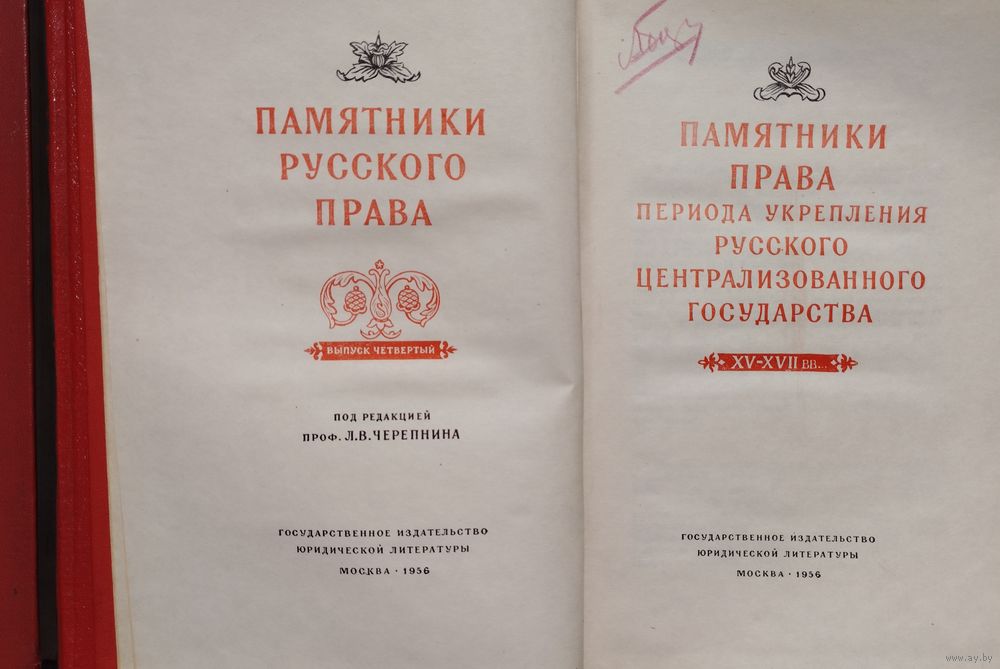 ПАМЯТНИКИ
РУССКОГО
ПРАВА
ВЫПУСК ЧЕТВЕРТЫЙ
ПОД РЕДАКЦИЕЙ
ПРОФ. Л.В.ЧЕРЕПНИНА
ГОСУДАРСТВЕННОЕ ИЗДАТЕЛЬСТВО
ЮРИДИЧЕСКОЙ ЛИТЕРАТУРЫ
МОСКВА · 1956
ПАМЯТНИКИ
ПРАВА
ПЕРИОДА УКРЕПЛЕНИЯ
РУССКОГО
ЦЕНТРАЛИЗОВАННОГО
ГОСУДАРСТВА
XV-XVII ВВ.
ГОСУДАРСТВЕННОЕ ИЗДАТЕЛЬСТВО
ЮРИДИЧЕСКОЙ ЛИТЕРАТУРЫ
МОСКВА · 1956
www.ay.by